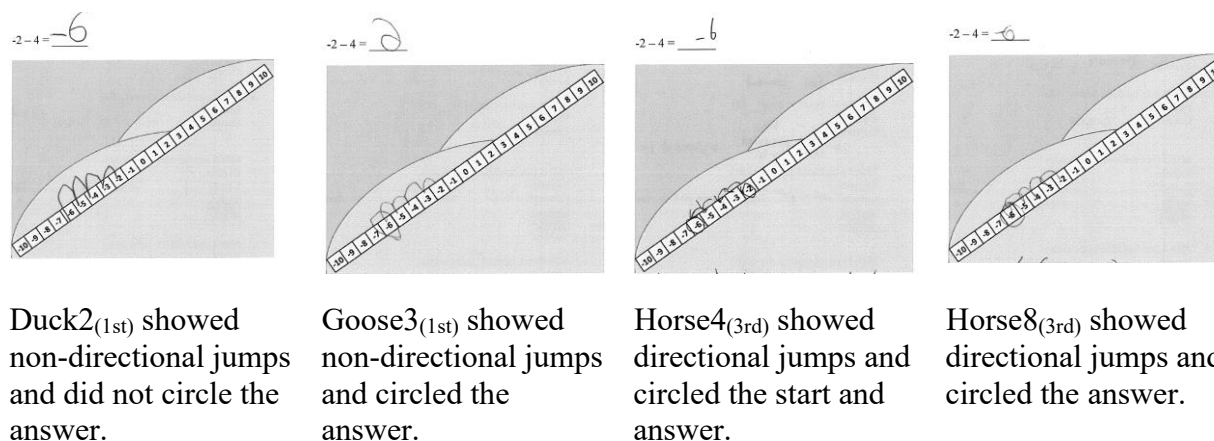 -2 – 4 = -6
-10 -9 -8 -7 -6 -5 -4 -3 -2 -1 0 1 2 3 4 5 6 7 8 9 10
Duck2(1st) showed
non-directional jumps
and did not circle the
answer.
-2 – 4 =
-10 -9 -8 -7 -6 -5 -4 -3 -2 -1 0 1 2 3 4 5 6 7 8 9 10
Goose3(1st) showed
non-directional jumps
and circled the
answer.
-2 – 4 = -6
-10 -9 -8 -7 -6 -5 -4 -3 -2 -1 0 1 2 3 4 5 6 7 8 9 10
Horse4(3rd) showed
directional jumps and
circled the start and
answer.
-2 – 4 = -6
-10 -9 -8 -7 -6 -5 -4 -3 -2 -1 0 1 2 3 4 5 6 7 8 9
Horse8(3rd) showed
directional jumps and
circled the answer.